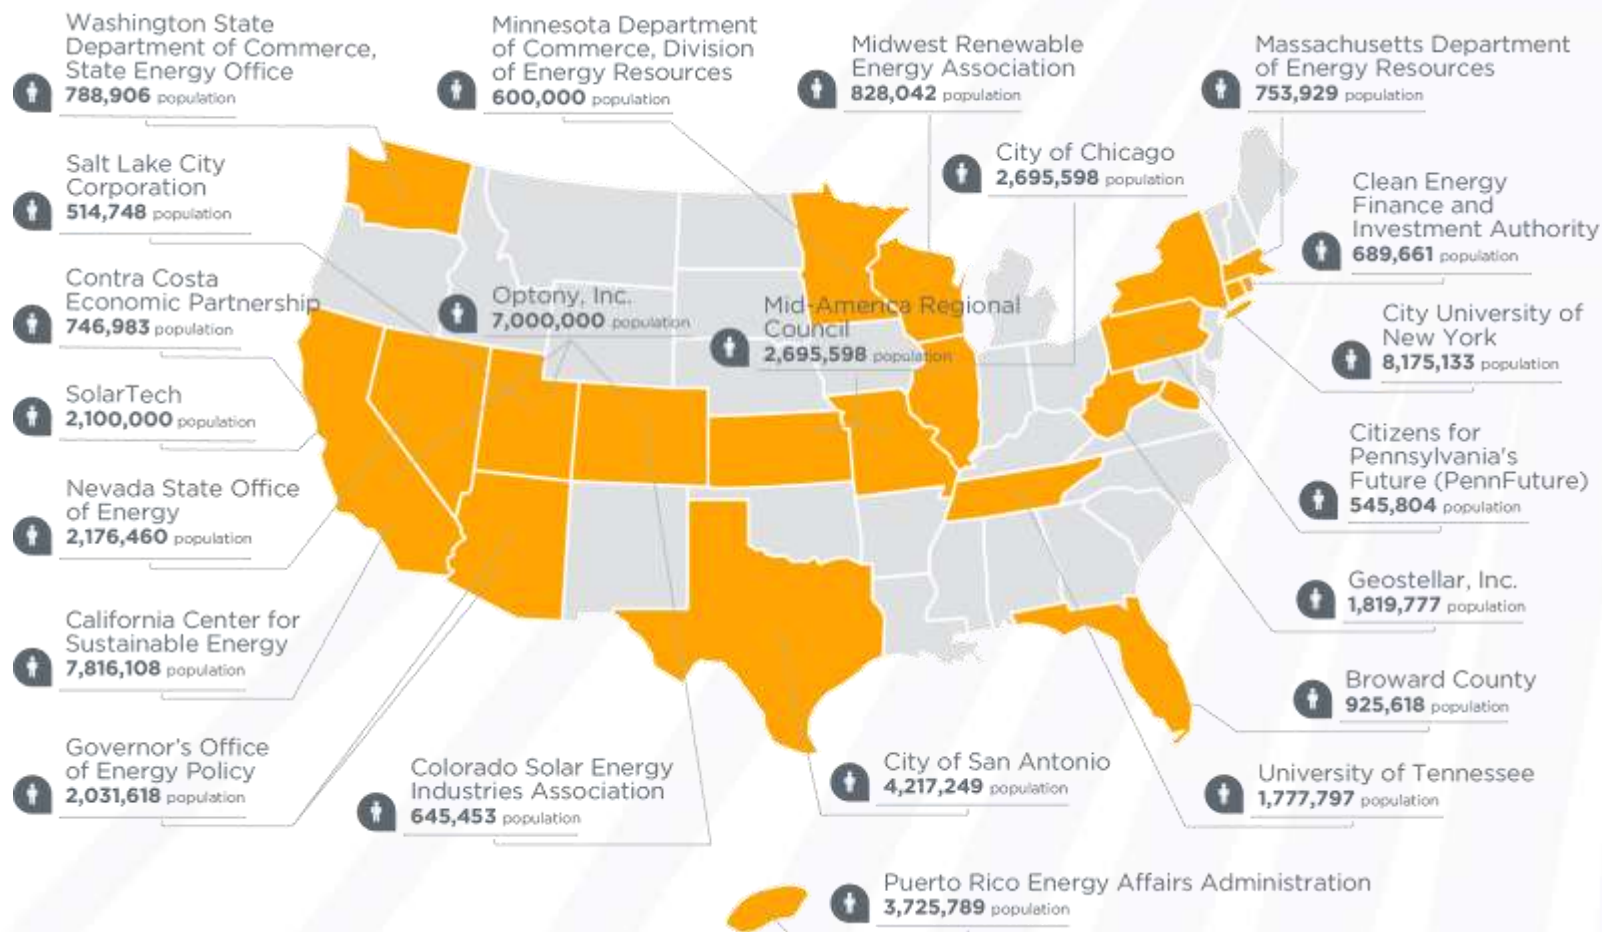 Washington State
Department of Commerce,
State Energy Office
788,906 population
Minnesota Department
of Commerce, Division
of Energy Resources
600,000 population
Midwest Renewable
Energy Association
828,042 population
Massachusetts Department
of Energy Resources
753,929 population
Salt Lake City
Corporation
514,748 population
City of Chicago
2,695,598 population
Clean Energy
Finance and
Investment Authority
689,661 population
Contra Costa
Economic Partnership
746,983 population
Optony, Inc.
7,000,000 population
Mid-America Regional
Council
2,695,598 population
City University of
New York
8,175,133 population
SolarTech
2,100,000 population
Citizens for
Pennsylvania's
Future (PennFuture)
545,804 population
Nevada State Office
of Energy
2,176,460 population
Geostellar, Inc.
1,819,777 population
California Center for
Sustainable Energy
7,816,108 population
Broward County
925,618 population
Governor's Office
of Energy Policy
2,031,618 population
Colorado Solar Energy
Industries Association
645,453 population
City of San Antonio
4,217,249 population
University of Tennessee
1,777,797 population
Puerto Rico Energy Affairs Administration
3,725,789 population